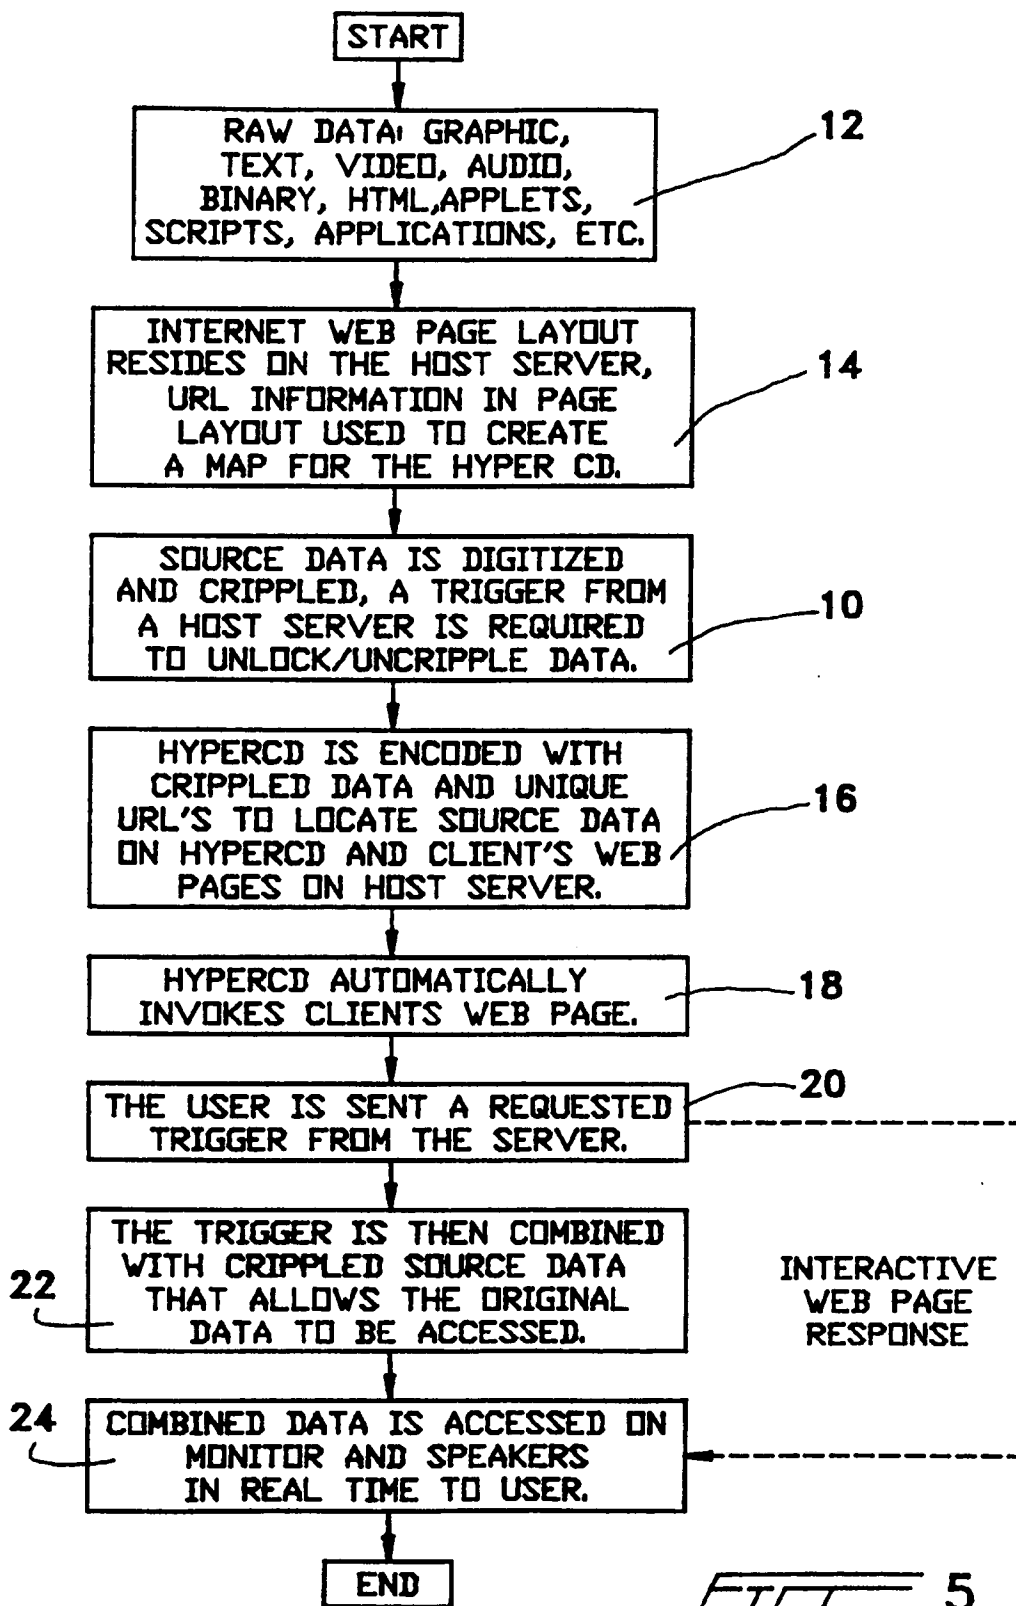 START
RAW DATA: GRAPHIC,
TEXT, VIDEO, AUDIO,
BINARY, HTML,APPLETS,
SCRIPTS, APPLICATIONS, ETC.
12
INTERNET WEB PAGE LAYOUT
RESIDES ON THE HOST SERVER,
URL INFORMATION IN PAGE
LAYOUT USED TO CREATE
A MAP FOR THE HYPER CD.
14
SOURCE DATA IS DIGITIZED
AND CRIPPLED, A TRIGGER FROM
A HOST SERVER IS REQUIRED
TO UNLOCK/UNCRIPPLE DATA.
10
HYPERCD IS ENCODED WITH
CRIPPLED DATA AND UNIQUE
URL'S TO LOCATE SOURCE DATA
ON HYPERCD AND CLIENT'S WEB
PAGES ON HOST SERVER.
16
HYPERCD AUTOMATICALLY
INVOKES CLIENTS WEB PAGE.
18
THE USER IS SENT A REQUESTED
TRIGGER FROM THE SERVER.
20
THE TRIGGER IS THEN COMBINED
WITH CRIPPLED SOURCE DATA
THAT ALLOWS THE ORIGINAL
DATA TO BE ACCESSED.
22
INTERACTIVE
WEB PAGE
RESPONSE
COMBINED DATA IS ACCESSED ON
MONITOR AND SPEAKERS
IN REAL TIME TO USER.
24
END
FIG 5